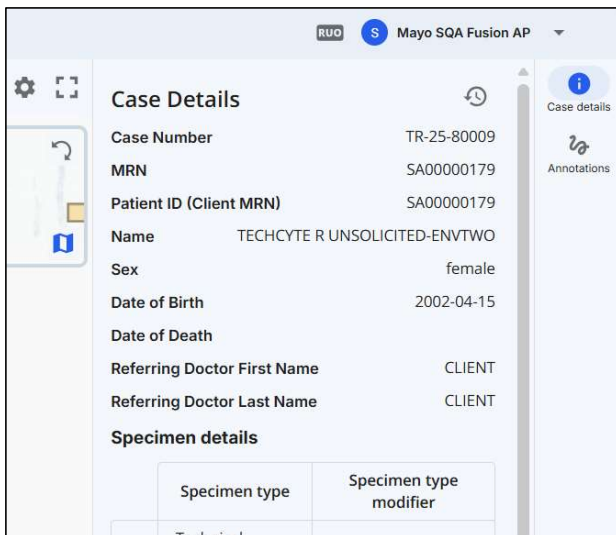 RUO S Mayo SQA Fusion AP
Case Details
Case details
Annotations
Case Number TR-25-80009
MRN SA00000179
Patient ID (Client MRN) SA00000179
Name TECHCYTE R UNSOLICITED-ENVTWO
Sex female
Date of Birth 2002-04-15
Date of Death
Referring Doctor First Name CLIENT
Referring Doctor Last Name CLIENT
Specimen details
Specimen type Specimen type
modifier